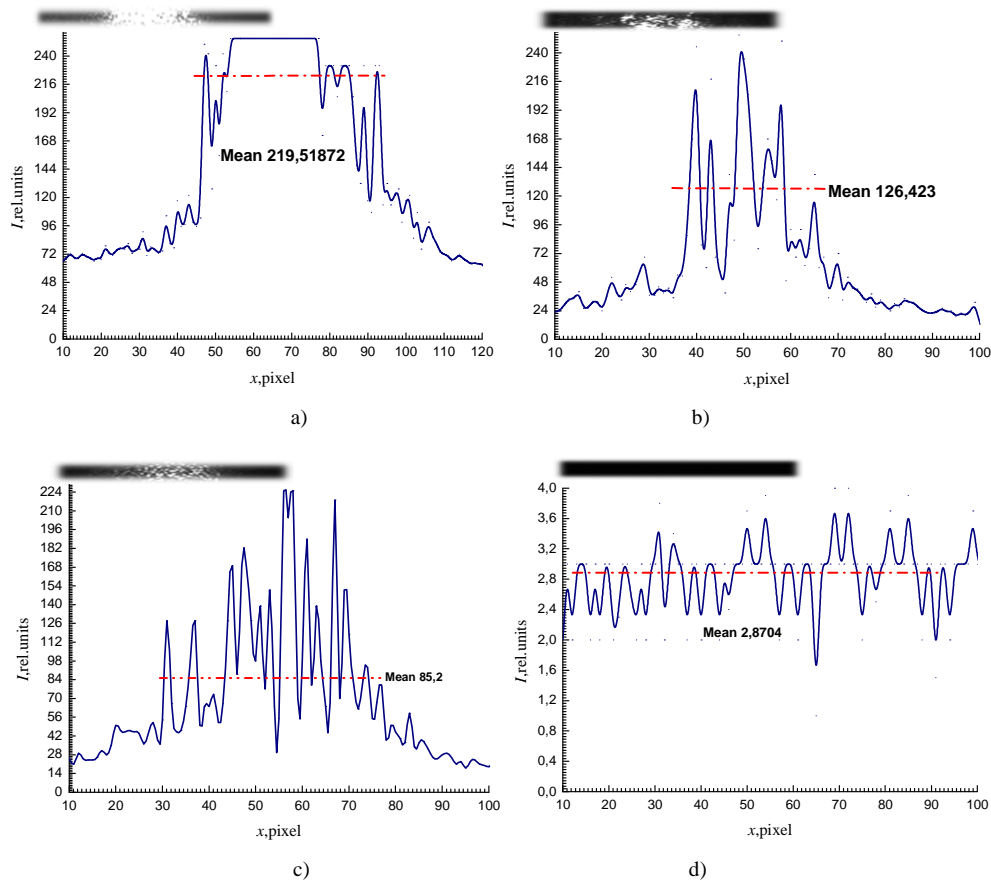 240
216
192
168
144
120
96
72
48
24
0
I,rel.units
Mean 219,51872
10 20 30 40 50 60 70 80 90 100 110 120
x,pixel
a)
240
216
192
168
144
120
96
72
48
24
0
I,rel.units
Mean 126,423
10 20 30 40 50 60 70 80 90 100
x,pixel
b)
224
210
196
182
168
154
140
126
112
98
84
70
56
42
28
14
0
I,rel.units
Mean 85,2
10 20 30 40 50 60 70 80 90 100
x,pixel
c)
4,0
3,6
3,2
2,8
2,4
2,0
1,6
1,2
0,8
0,4
0,0
I,rel.units
Mean 2,8704
10 20 30 40 50 60 70 80 90 100
x,pixel
d)